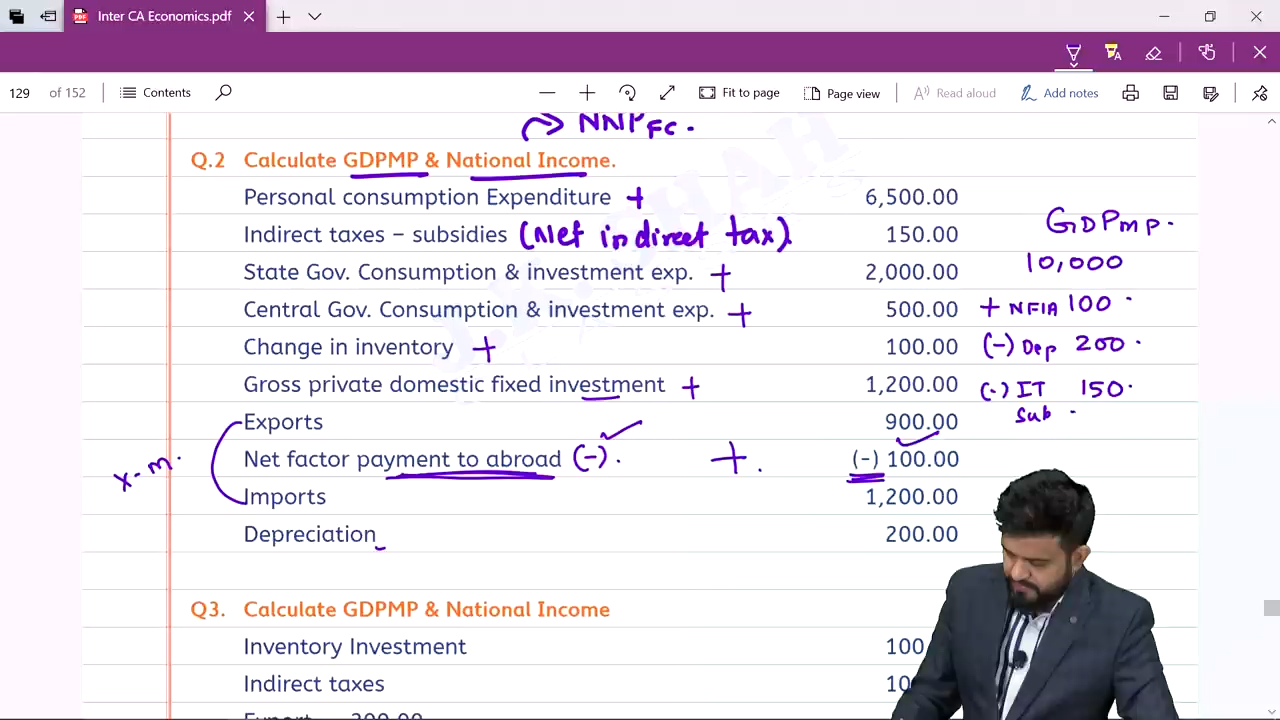 Inter CA Economics.pdf
129 of 152 Contents Fit to page Page view Read aloud Add notes
NNP FC.
Q.2 Calculate GDPMP & National Income.
Personal consumption Expenditure + 6,500.00
Indirect taxes – subsidies (Net indirect tax). 150.00
GDP MP.
State Gov. Consumption & investment exp. + 2,000.00
10,000
Central Gov. Consumption & investment exp. + 500.00
+ NFIA 100
Change in inventory + 100.00
(-) Dep 200
Gross private domestic fixed investment + 1,200.00
(-) IT 150
Sub
Exports 900.00
Net factor payment to abroad (-). +. (-) 100.00
X-M.
Imports 1,200.00
Depreciation 200.00
Q3. Calculate GDPMP & National Income
Inventory Investment 100
Indirect taxes 10
Export 200.00